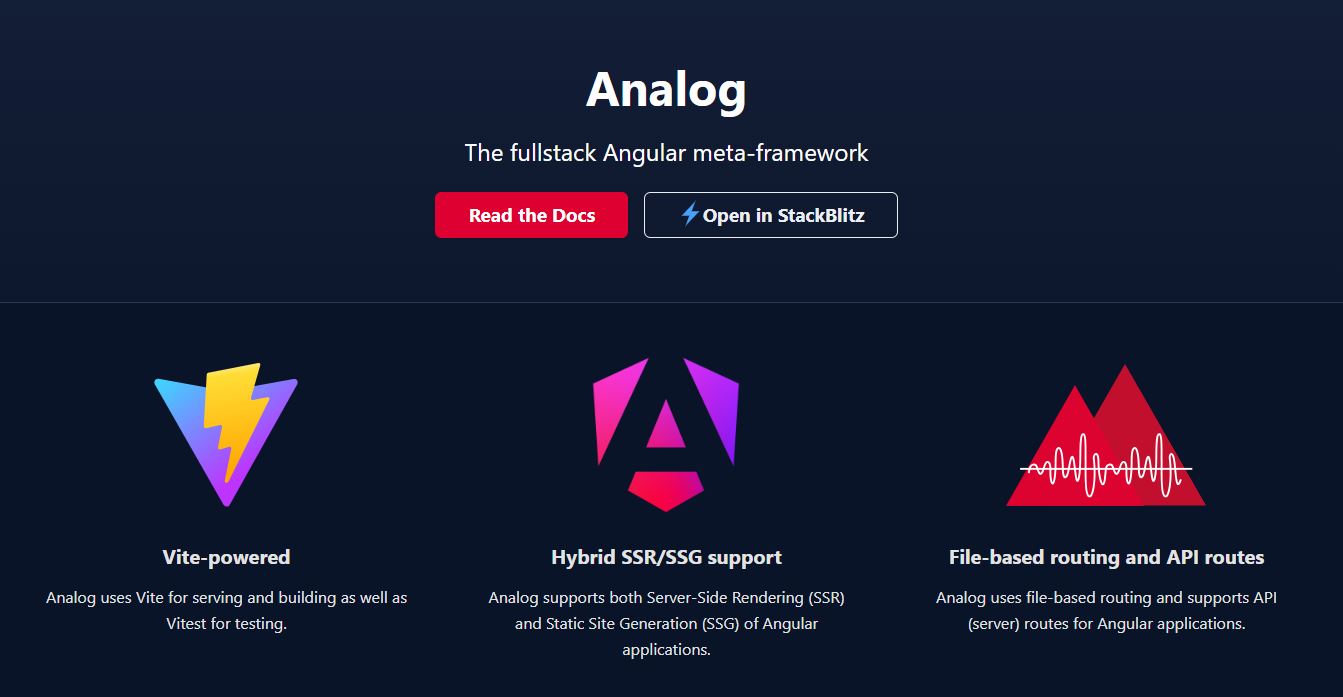 Analog
The fullstack Angular meta-framework
Read the Docs
Open in StackBlitz
Vite-powered
Analog uses Vite for serving and building as well as
Vitest for testing.
Hybrid SSR/SSG support
Analog supports both Server-Side Rendering (SSR)
and Static Site Generation (SSG) of Angular
applications.
File-based routing and API routes
Analog uses file-based routing and supports API
(server) routes for Angular applications.